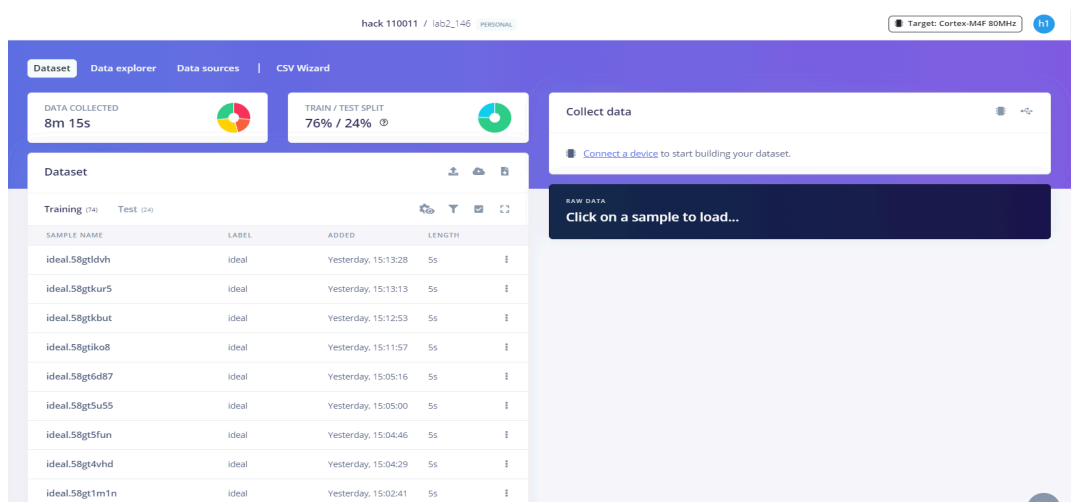 hack 110011 / lab2_146 PERSONAL
Target: Cortex-M4F 80MHz h1
Dataset Data explorer Data sources | CSV Wizard
DATA COLLECTED
8m 15s
TRAIN / TEST SPLIT
76% / 24% ?
Collect data
Connect a device to start building your dataset.
RAW DATA
Click on a sample to load...
Dataset
Training (74) Test (24)
SAMPLE NAME LABEL ADDED LENGTH
ideal.58gtldvh ideal Yesterday, 15:13:28 5s
ideal.58gtkur5 ideal Yesterday, 15:13:13 5s
ideal.58gtkbut ideal Yesterday, 15:12:53 5s
ideal.58gtiko8 ideal Yesterday, 15:11:57 5s
ideal.58gt6d87 ideal Yesterday, 15:05:16 5s
ideal.58gt5u55 ideal Yesterday, 15:05:00 5s
ideal.58gt5fun ideal Yesterday, 15:04:46 5s
ideal.58gt4vhd ideal Yesterday, 15:04:29 5s
ideal.58gt1m1n ideal Yesterday, 15:02:41 5s